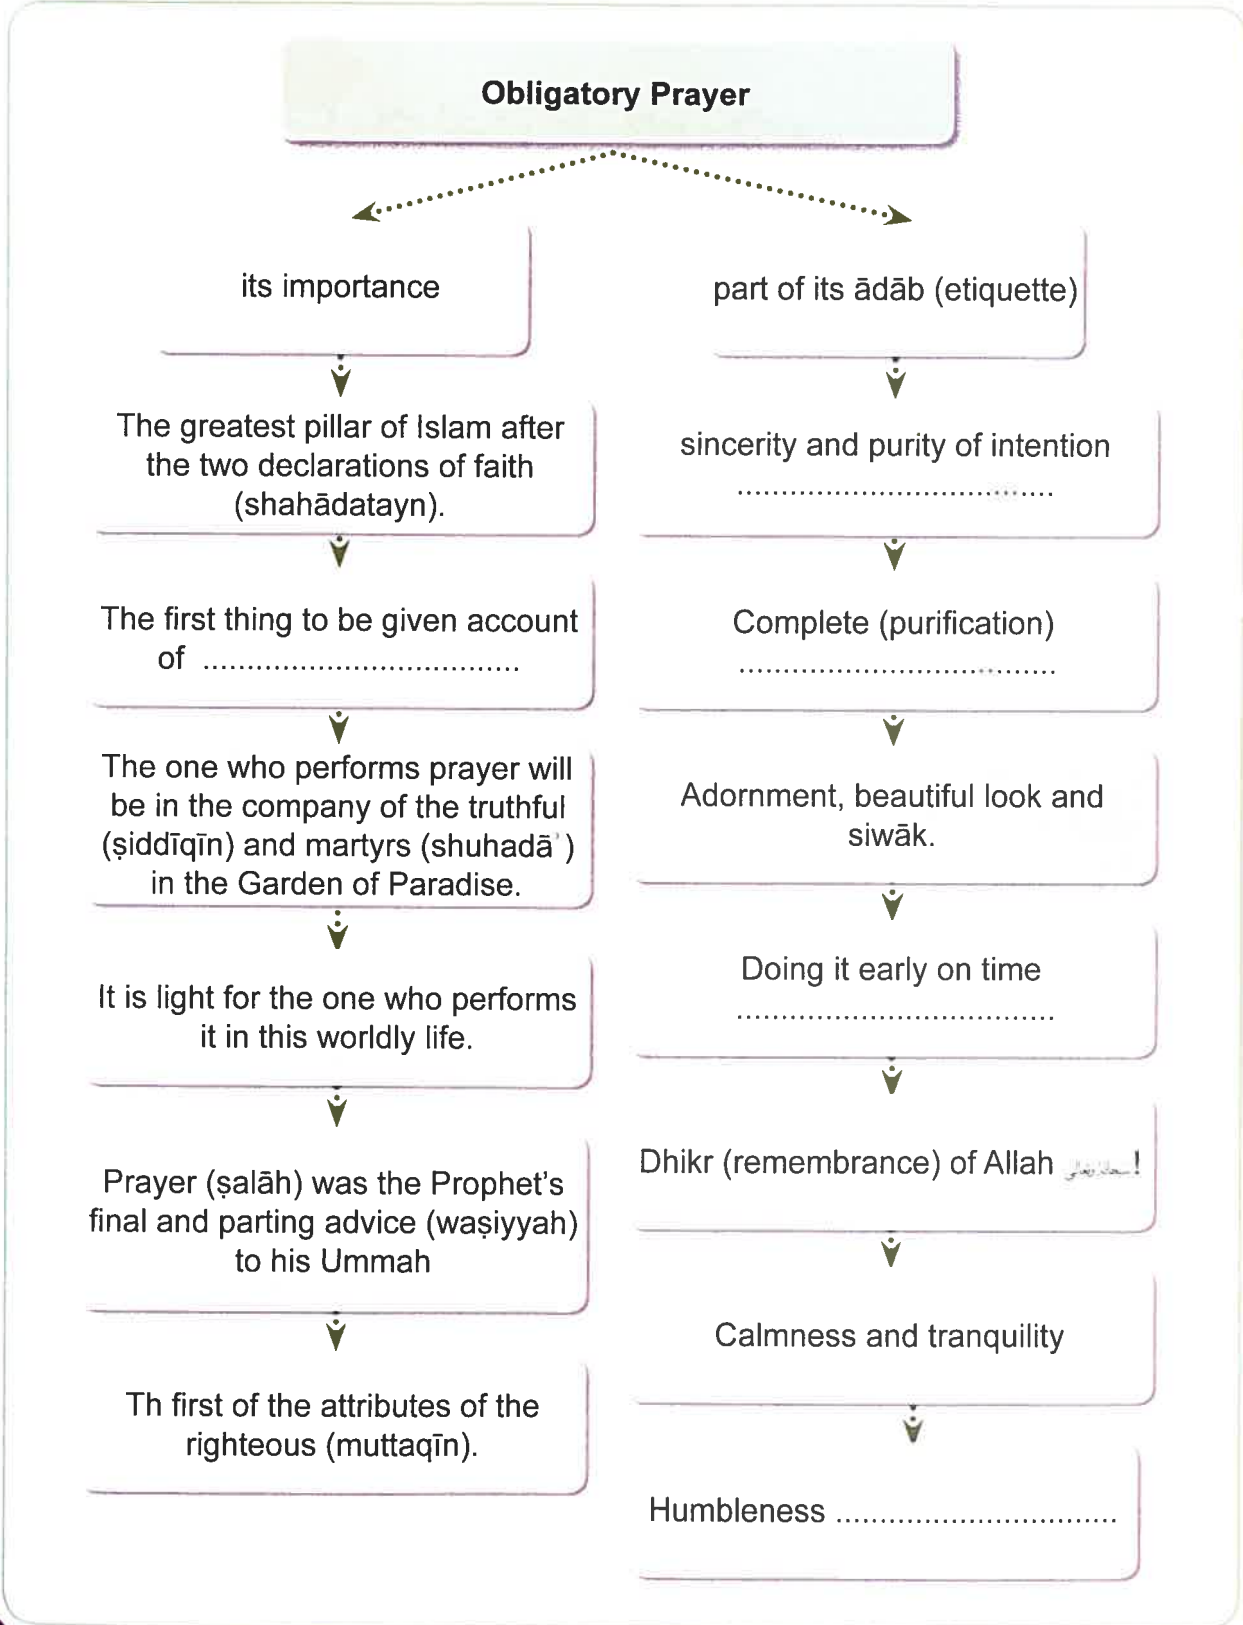 Obligatory Prayer
its importance
The greatest pillar of Islam after
the two declarations of faith
(shahādatayn).
The first thing to be given account
of ....................................
The one who performs prayer will
be in the company of the truthful
(ṣiddīqīn) and martyrs (shuhadāʾ)
in the Garden of Paradise.
It is light for the one who performs
it in this worldly life.
Prayer (ṣalāh) was the Prophet's
final and parting advice (waṣiyyah)
to his Ummah
Th first of the attributes of the
righteous (muttaqīn).
part of its ādāb (etiquette)
sincerity and purity of intention
....................................
Complete (purification)
....................................
Adornment, beautiful look and
siwāk.
Doing it early on time
....................................
Dhikr (remembrance) of Allah !
Calmness and tranquility
Humbleness ................................